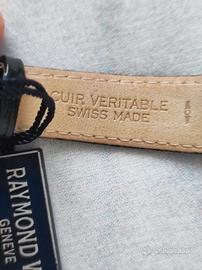 CUIR VERITABLE
SWISS MADE
RAYMOND W
GENEVE